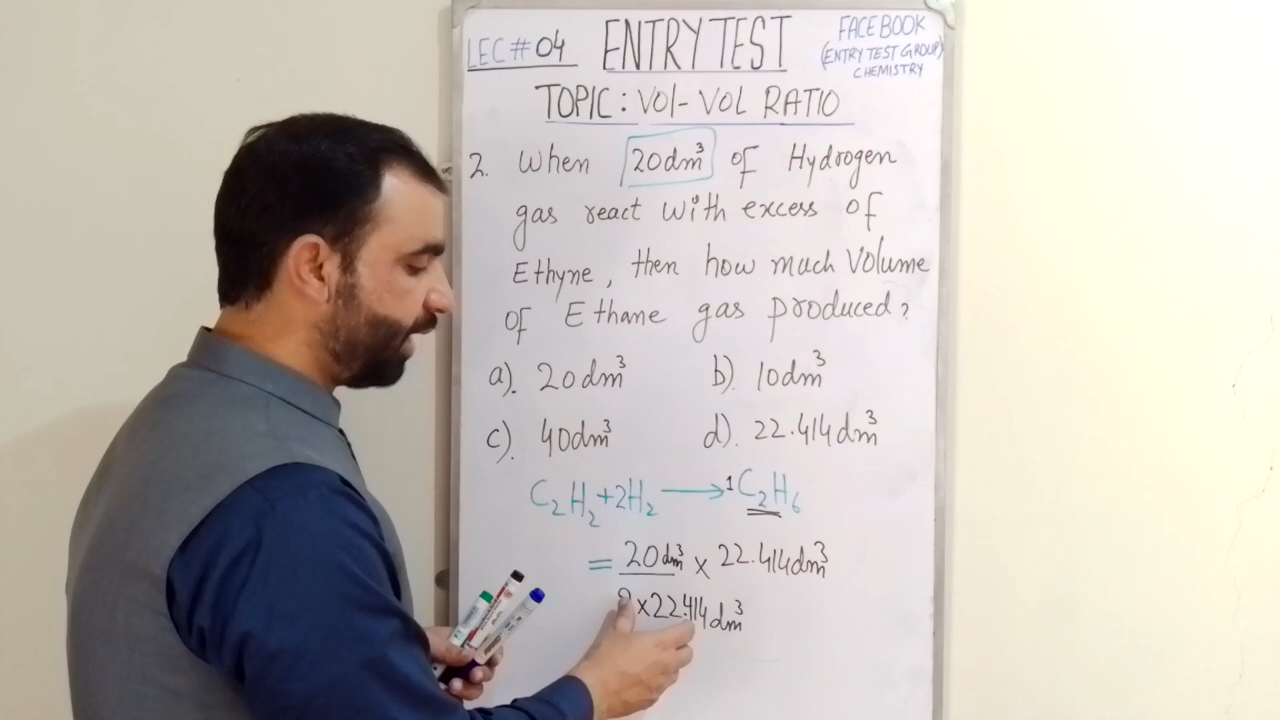 LEC # 04
ENTRY TEST
FACEBOOK
(ENTRY TEST GROUP)
CHEMISTRY
TOPIC : VOl - VOL RATIO
2. When 20dm³ of Hydrogen
gas react with excess of
Ethyne, then how much Volume
of Ethane gas produced?
a). 20dm³ b). 10dm³
c). 40dm³ d). 22.414dm³
C₂H₂+2H₂ ⟶ 1C₂H₆
= 20dm³ x 22.414dm³
x22.414dm³